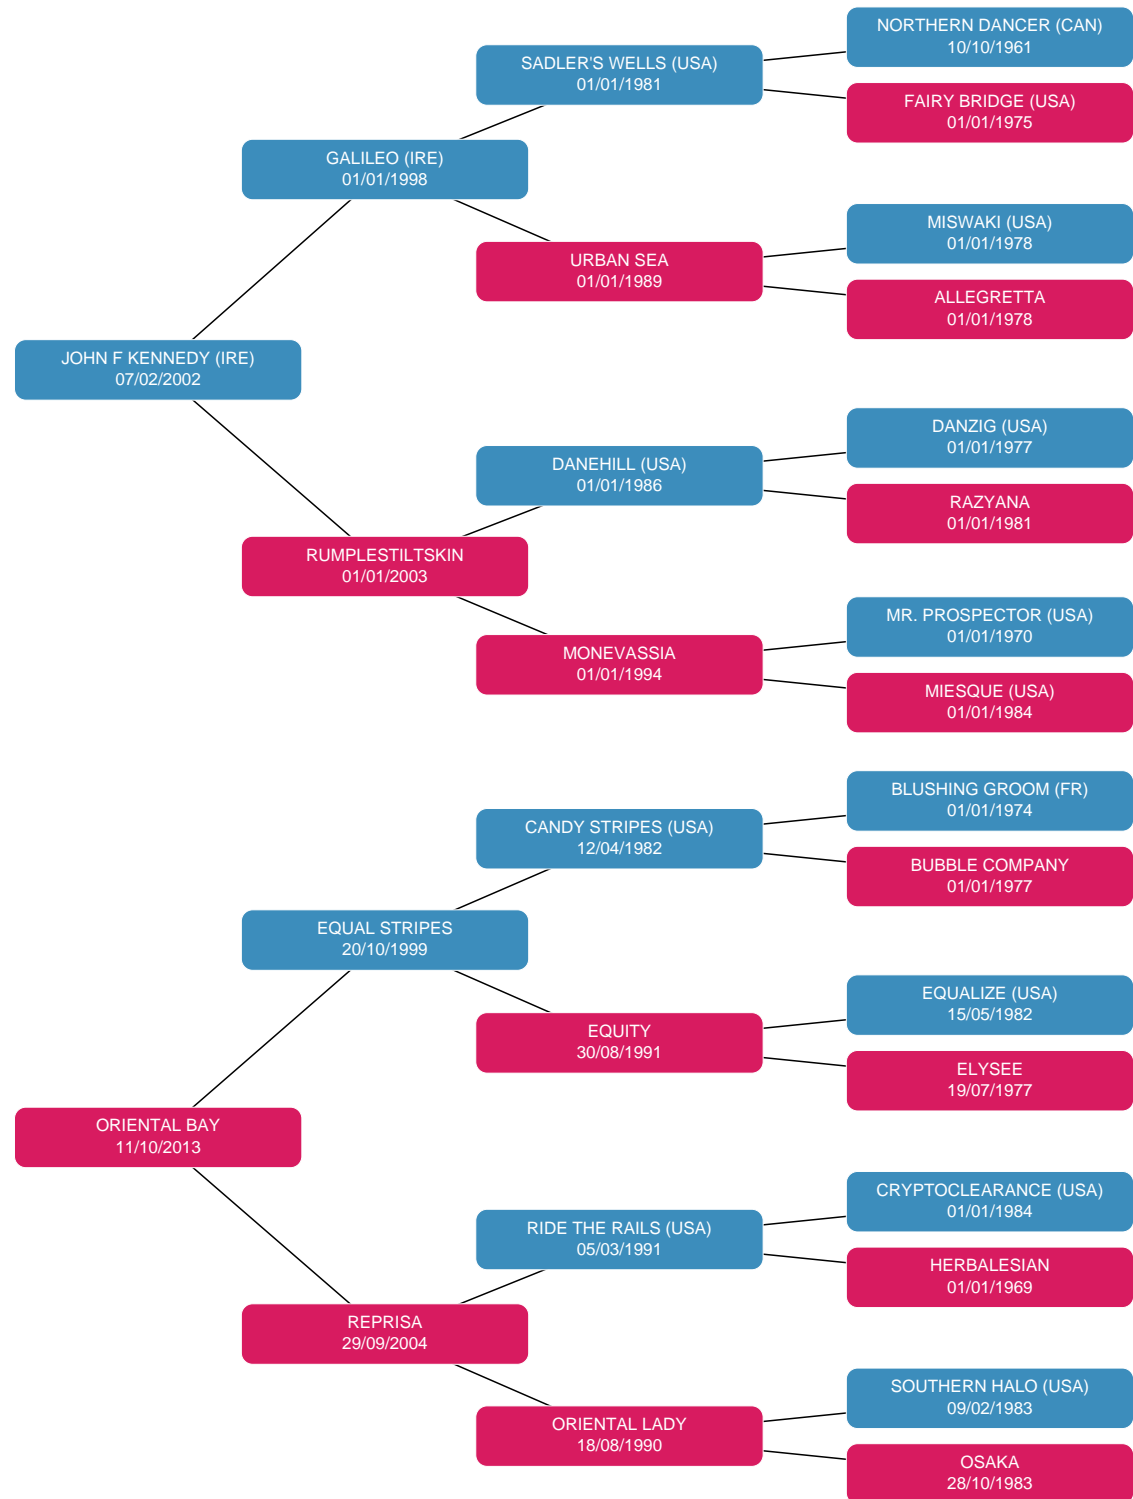 NORTHERN DANCER (CAN)
10/10/1961
SADLER'S WELLS (USA)
01/01/1981
FAIRY BRIDGE (USA)
01/01/1975
GALILEO (IRE)
01/01/1998
MISWAKI (USA)
01/01/1978
URBAN SEA
01/01/1989
ALLEGRETTA
01/01/1978
JOHN F KENNEDY (IRE)
07/02/2002
DANZIG (USA)
01/01/1977
DANEHILL (USA)
01/01/1986
RAZYANA
01/01/1981
RUMPLESTILTSKIN
01/01/2003
MR. PROSPECTOR (USA)
01/01/1970
MONEVASSIA
01/01/1994
MIESQUE (USA)
01/01/1984
BLUSHING GROOM (FR)
01/01/1974
CANDY STRIPES (USA)
12/04/1982
BUBBLE COMPANY
01/01/1977
EQUAL STRIPES
20/10/1999
EQUALIZE (USA)
15/05/1982
EQUITY
30/08/1991
ELYSEE
19/07/1977
ORIENTAL BAY
11/10/2013
CRYPTOCLEARANCE (USA)
01/01/1984
RIDE THE RAILS (USA)
05/03/1991
HERBALESIAN
01/01/1969
REPRISA
29/09/2004
SOUTHERN HALO (USA)
09/02/1983
ORIENTAL LADY
18/08/1990
OSAKA
28/10/1983